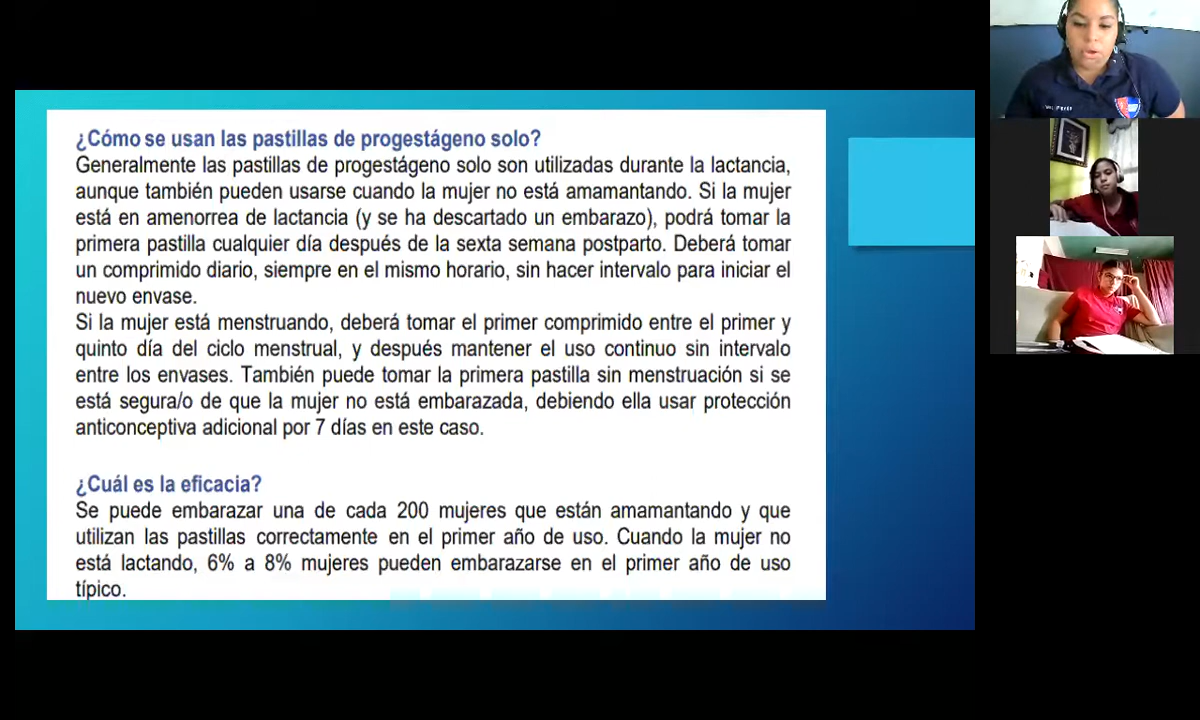 ¿Cómo se usan las pastillas de progestágeno solo?
Generalmente las pastillas de progestágeno solo son utilizadas durante la lactancia,
aunque también pueden usarse cuando la mujer no está amamantando. Si la mujer
está en amenorrea de lactancia (y se ha descartado un embarazo), podrá tomar la
primera pastilla cualquier día después de la sexta semana postparto. Deberá tomar
un comprimido diario, siempre en el mismo horario, sin hacer intervalo para iniciar el
nuevo envase.
Si la mujer está menstruando, deberá tomar el primer comprimido entre el primer y
quinto día del ciclo menstrual, y después mantener el uso continuo sin intervalo
entre los envases. También puede tomar la primera pastilla sin menstruación si se
está segura/o de que la mujer no está embarazada, debiendo ella usar protección
anticonceptiva adicional por 7 días en este caso.
¿Cuál es la eficacia?
Se puede embarazar una de cada 200 mujeres que están amamantando y que
utilizan las pastillas correctamente en el primer año de uso. Cuando la mujer no
está lactando, 6% a 8% mujeres pueden embarazarse en el primer año de uso
típico.